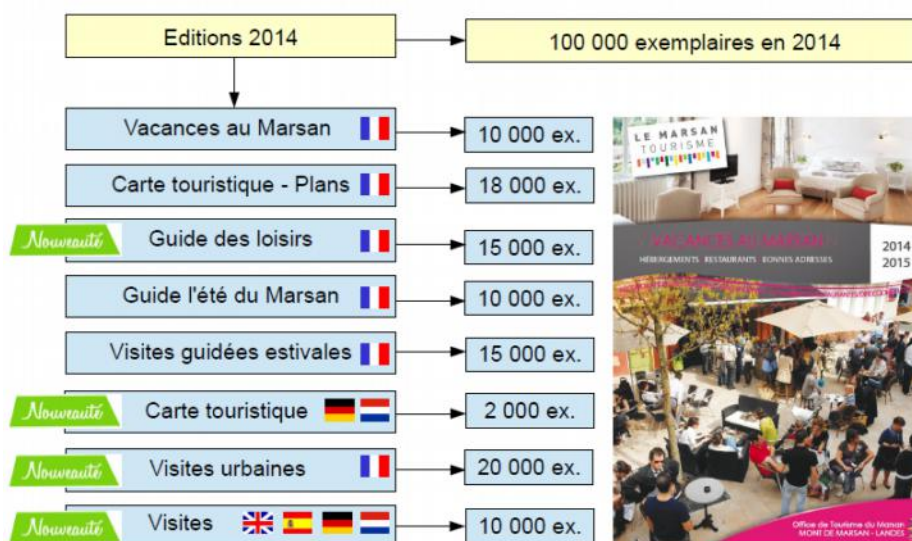 Editions 2014
100 000 exemplaires en 2014
Vacances au Marsan
10 000 ex.
Carte touristique - Plans
18 000 ex.
Nouveauté
Guide des loisirs
15 000 ex.
Guide l'été du Marsan
10 000 ex.
Visites guidées estivales
15 000 ex.
Nouveauté
Carte touristique
2 000 ex.
Nouveauté
Visites urbaines
20 000 ex.
Nouveauté
Visites
10 000 ex.
LE MARSAN
TOURISME
VACANCES AU MARSAN
HÉBERGEMENTS RESTAURANTS BONNES ADRESSES
2014
2015
Office de Tourisme du Marsan
MONT DE MARSAN - LANDES